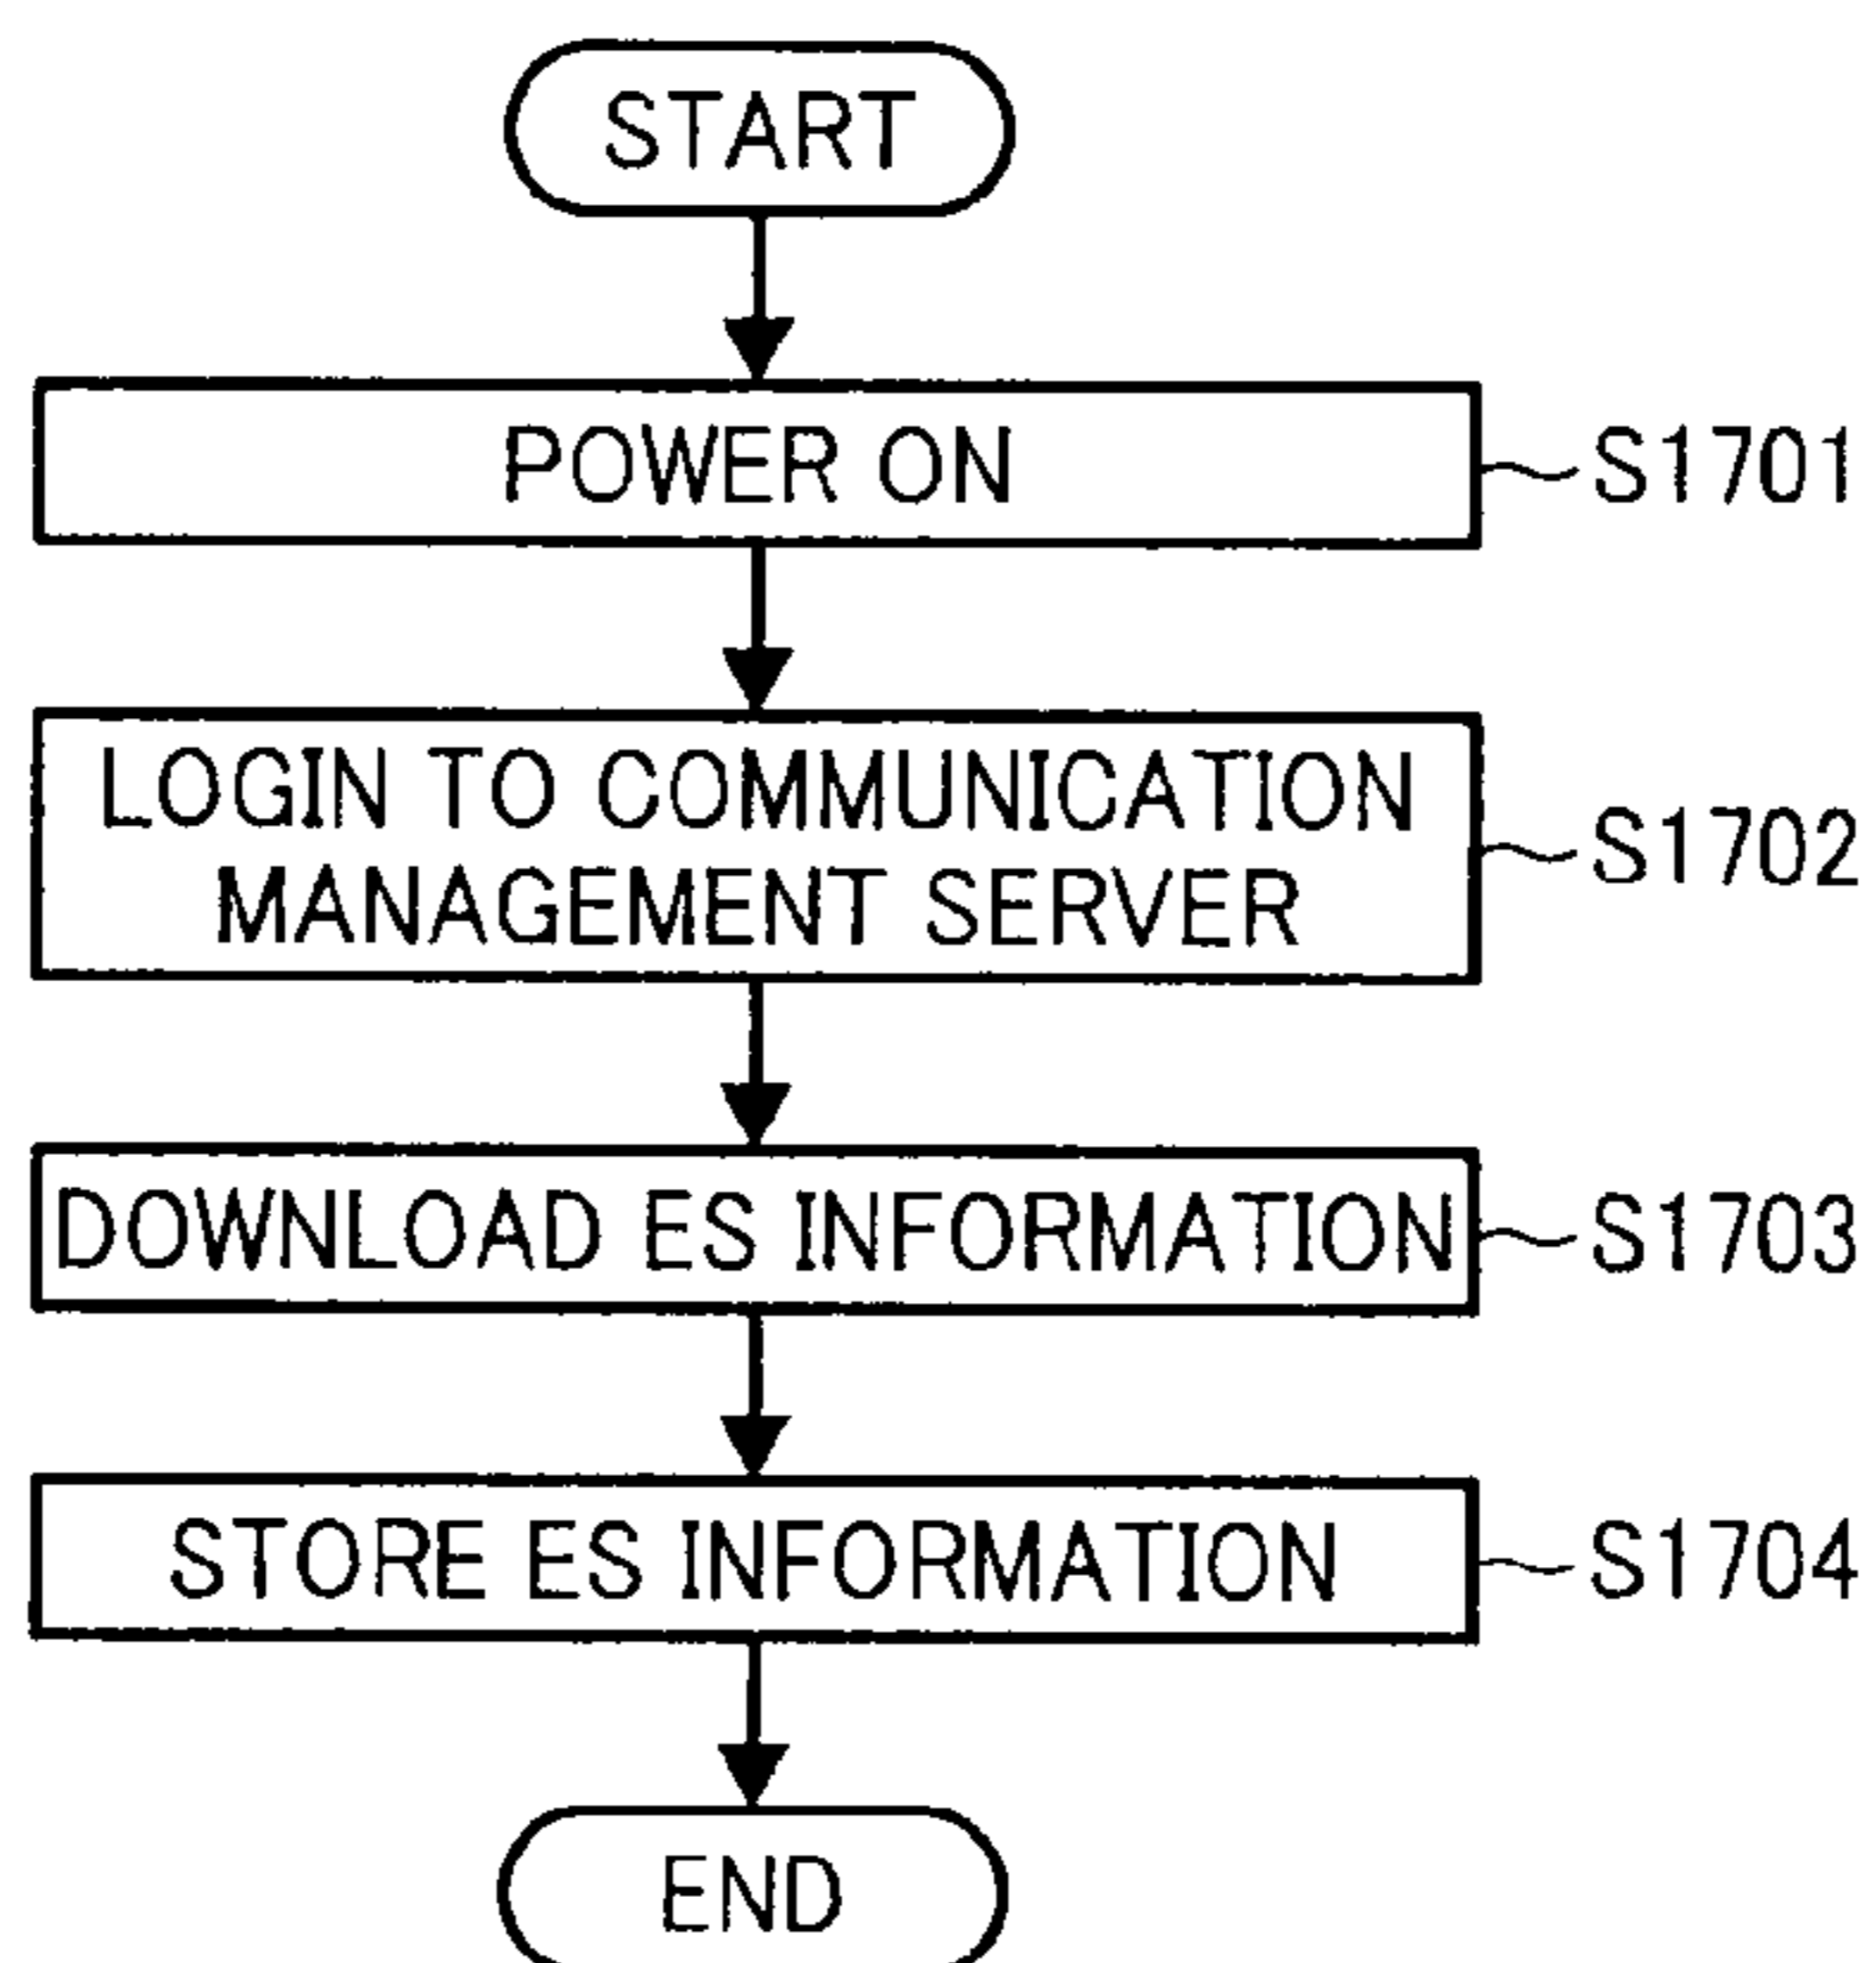 START
POWER ON
S1701
LOGIN TO COMMUNICATION
MANAGEMENT SERVER
S1702
DOWNLOAD ES INFORMATION
S1703
STORE ES INFORMATION
S1704
END